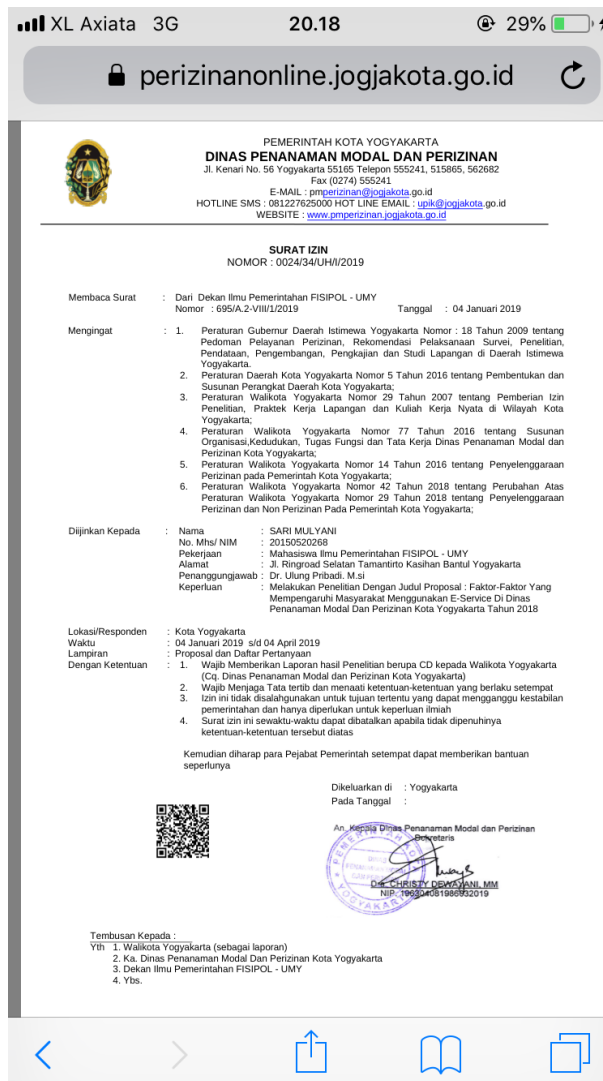 XL Axiata 3G 20.18 29%
perizinanonline.jogjakota.go.id
PEMERINTAH KOTA YOGYAKARTA
DINAS PENANAMAN MODAL DAN PERIZINAN
Jl. Kenari No. 56 Yogyakarta 55165 Telepon 555241, 515865, 562682
Fax (0274) 555241
E-MAIL : pmperizinan@jogjakota.go.id
HOTLINE SMS : 081227625000 HOT LINE EMAIL : upik@jogjakota.go.id
WEBSITE : www.pmperizinan.jogjakota.go.id
SURAT IZIN
NOMOR : 0024/34/UH/I/2019
Membaca Surat : Dari Dekan Ilmu Pemerintahan FISIPOL - UMY
Nomor : 695/A.2-VIII/1/2019 Tanggal : 04 Januari 2019
Mengingat : 1. Peraturan Gubernur Daerah Istimewa Yogyakarta Nomor : 18 Tahun 2009 tentang
Pedoman Pelayanan Perizinan, Rekomendasi Pelaksanaan Survei, Penelitian,
Pendataan, Pengembangan, Pengkajian dan Studi Lapangan di Daerah Istimewa
Yogyakarta.
2. Peraturan Daerah Kota Yogyakarta Nomor 5 Tahun 2016 tentang Pembentukan dan
Susunan Perangkat Daerah Kota Yogyakarta;
3. Peraturan Walikota Yogyakarta Nomor 29 Tahun 2007 tentang Pemberian Izin
Penelitian, Praktek Kerja Lapangan dan Kuliah Kerja Nyata di Wilayah Kota
Yogyakarta;
4. Peraturan Walikota Yogyakarta Nomor 77 Tahun 2016 tentang Susunan
Organisasi,Kedudukan, Tugas Fungsi dan Tata Kerja Dinas Penanaman Modal dan
Perizinan Kota Yogyakarta;
5. Peraturan Walikota Yogyakarta Nomor 14 Tahun 2016 tentang Penyelenggaraan
Perizinan pada Pemerintah Kota Yogyakarta;
6. Peraturan Walikota Yogyakarta Nomor 42 Tahun 2018 tentang Perubahan Atas
Peraturan Walikota Yogyakarta Nomor 29 Tahun 2018 tentang Penyelenggaraan
Perizinan dan Non Perizinan Pada Pemerintah Kota Yogyakarta;
Diijinkan Kepada : Nama : SARI MULYANI
No. Mhs/ NIM : 20150520268
Pekerjaan : Mahasiswa Ilmu Pemerintahan FISIPOL - UMY
Alamat : Jl. Ringroad Selatan Tamantirto Kasihan Bantul Yogyakarta
Penanggungjawab : Dr. Ulung Pribadi. M.si
Keperluan : Melakukan Penelitian Dengan Judul Proposal : Faktor-Faktor Yang
Mempengaruhi Masyarakat Menggunakan E-Service Di Dinas
Penanaman Modal Dan Perizinan Kota Yogyakarta Tahun 2018
Lokasi/Responden : Kota Yogyakarta
Waktu : 04 Januari 2019 s/d 04 April 2019
Lampiran : Proposal dan Daftar Pertanyaan
Dengan Ketentuan : 1. Wajib Memberikan Laporan hasil Penelitian berupa CD kepada Walikota Yogyakarta
(Cq. Dinas Penanaman Modal dan Perizinan Kota Yogyakarta)
2. Wajib Menjaga Tata tertib dan menaati ketentuan-ketentuan yang berlaku setempat
3. Izin ini tidak disalahgunakan untuk tujuan tertentu yang dapat mengganggu kestabilan
pemerintahan dan hanya diperlukan untuk keperluan ilmiah
4. Surat izin ini sewaktu-waktu dapat dibatalkan apabila tidak dipenuhinya
ketentuan-ketentuan tersebut diatas
Kemudian diharap para Pejabat Pemerintah setempat dapat memberikan bantuan
seperlunya
Dikeluarkan di : Yogyakarta
Pada Tanggal :
An. Kepala Dinas Penanaman Modal dan Perizinan
Sekretaris
Dra. CHRISTY DEWAYANI, MM
NIP. 196304081986032019
Tembusan Kepada :
Yth 1. Walikota Yogyakarta (sebagai laporan)
2. Ka. Dinas Penanaman Modal Dan Perizinan Kota Yogyakarta
3. Dekan Ilmu Pemerintahan FISIPOL - UMY
4. Ybs.